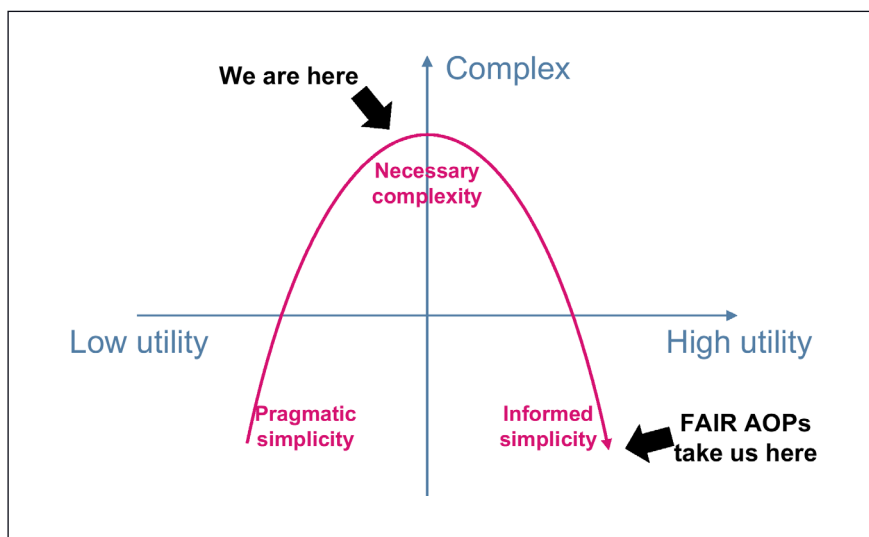 We are here
Complex
Necessary
complexity
Low utility
High utility
Pragmatic
simplicity
Informed
simplicity
FAIR AOPs
take us here